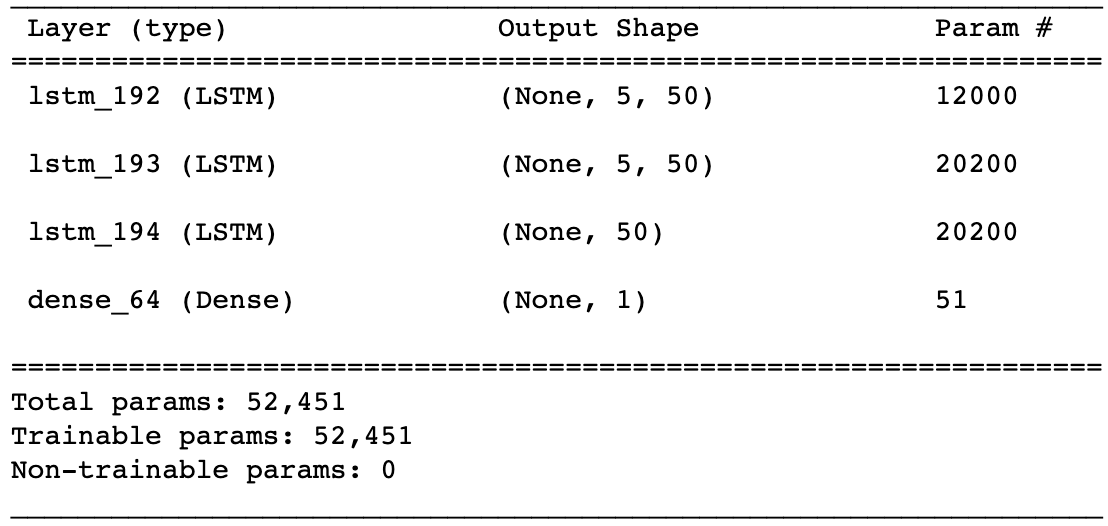 Layer (type) Output Shape Param #
lstm_192 (LSTM) (None, 5, 50) 12000
lstm_193 (LSTM) (None, 5, 50) 20200
lstm_194 (LSTM) (None, 50) 20200
dense_64 (Dense) (None, 1) 51
Total params: 52,451
Trainable params: 52,451
Non-trainable params: 0